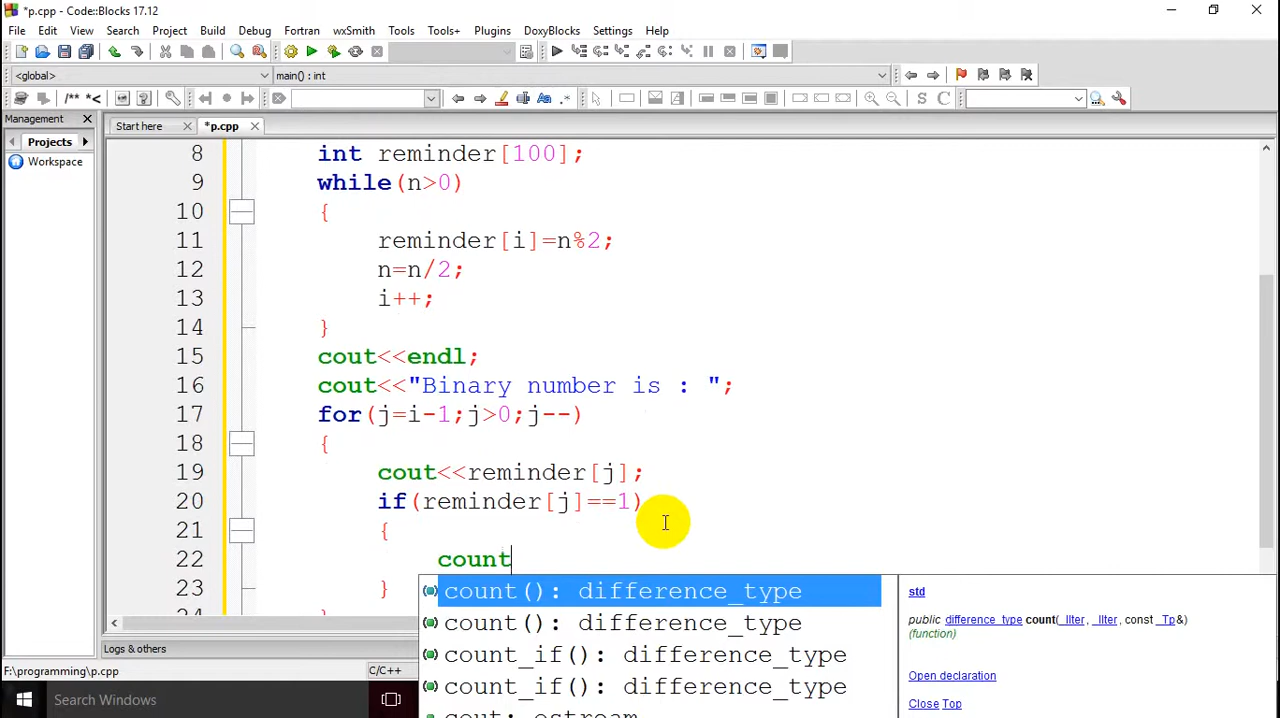 *p.cpp - Code::Blocks 17.12
File Edit View Search Project Build Debug Fortran wxSmith Tools Tools+ Plugins DoxyBlocks Settings Help
<global> main() : int
/** *< S C
Management Start here *p.cpp
Projects
Workspace
8 int reminder[100];
9 while(n>0)
10 {
11 reminder[i]=n%2;
12 n=n/2;
13 i++;
14 }
15 cout<<endl;
16 cout<<"Binary number is : ";
17 for(j=i-1;j>0;j--)
18 {
19 cout<<reminder[j];
20 if(reminder[j]==1)
21 {
22 count
23 }
24 }
count(): difference_type
count(): difference_type
count_if(): difference_type
count_if(): difference_type
cout: ostream
std
public difference_type count(_IIter, _IIter, const _Tp&)
(function)
Open declaration
Close Top
Logs & others
F:\programming\p.cpp C/C++
Search Windows